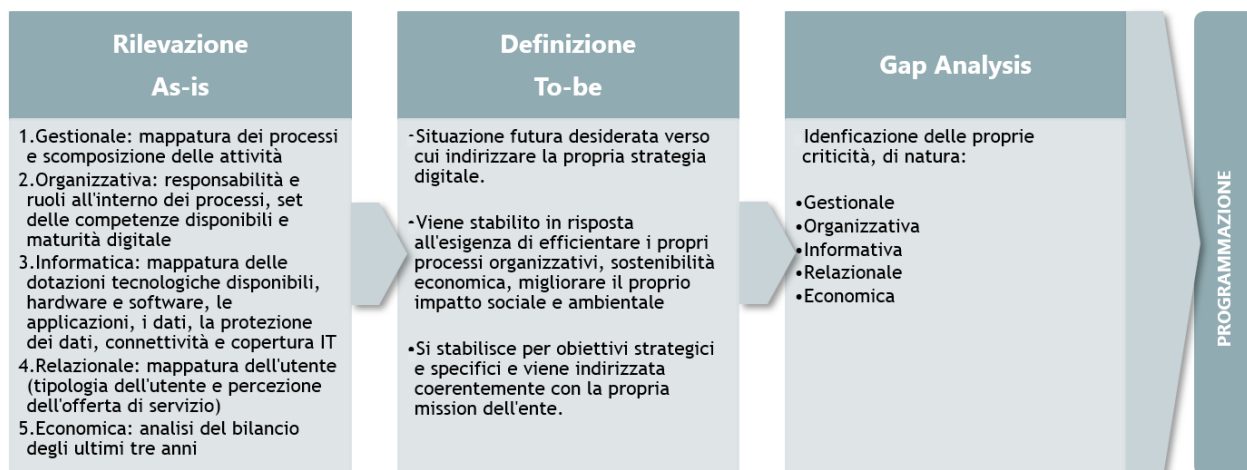 Rilevazione
As-is
1.Gestionale: mappatura dei processi
e scomposizione delle attività
2.Organizzativa: responsabilità e
ruoli all'interno dei processi, set
delle competenze disponibili e
maturità digitale
3.Informatica: mappatura delle
dotazioni tecnologiche disponibili,
hardware e software, le
applicazioni, i dati, la protezione
dei dati, connettività e copertura IT
4.Relazionale: mappatura dell'utente
(tipologia dell'utente e percezione
dell'offerta di servizio)
5.Economica: analisi del bilancio
degli ultimi tre anni
Definizione
To-be
-Situazione futura desiderata verso
cui indirizzare la propria strategia
digitale.
-Viene stabilito in risposta
all'esigenza di efficientare i propri
processi organizzativi, sostenibilità
economica, migliorare il proprio
impatto sociale e ambientale
•Si stabilisce per obiettivi strategici
e specifici e viene indirizzata
coerentemente con la propria
mission dell'ente.
Gap Analysis
Idenficazione delle proprie
criticità, di natura:
•Gestionale
•Organizzativa
•Informativa
•Relazionale
•Economica
PROGRAMMAZIONE